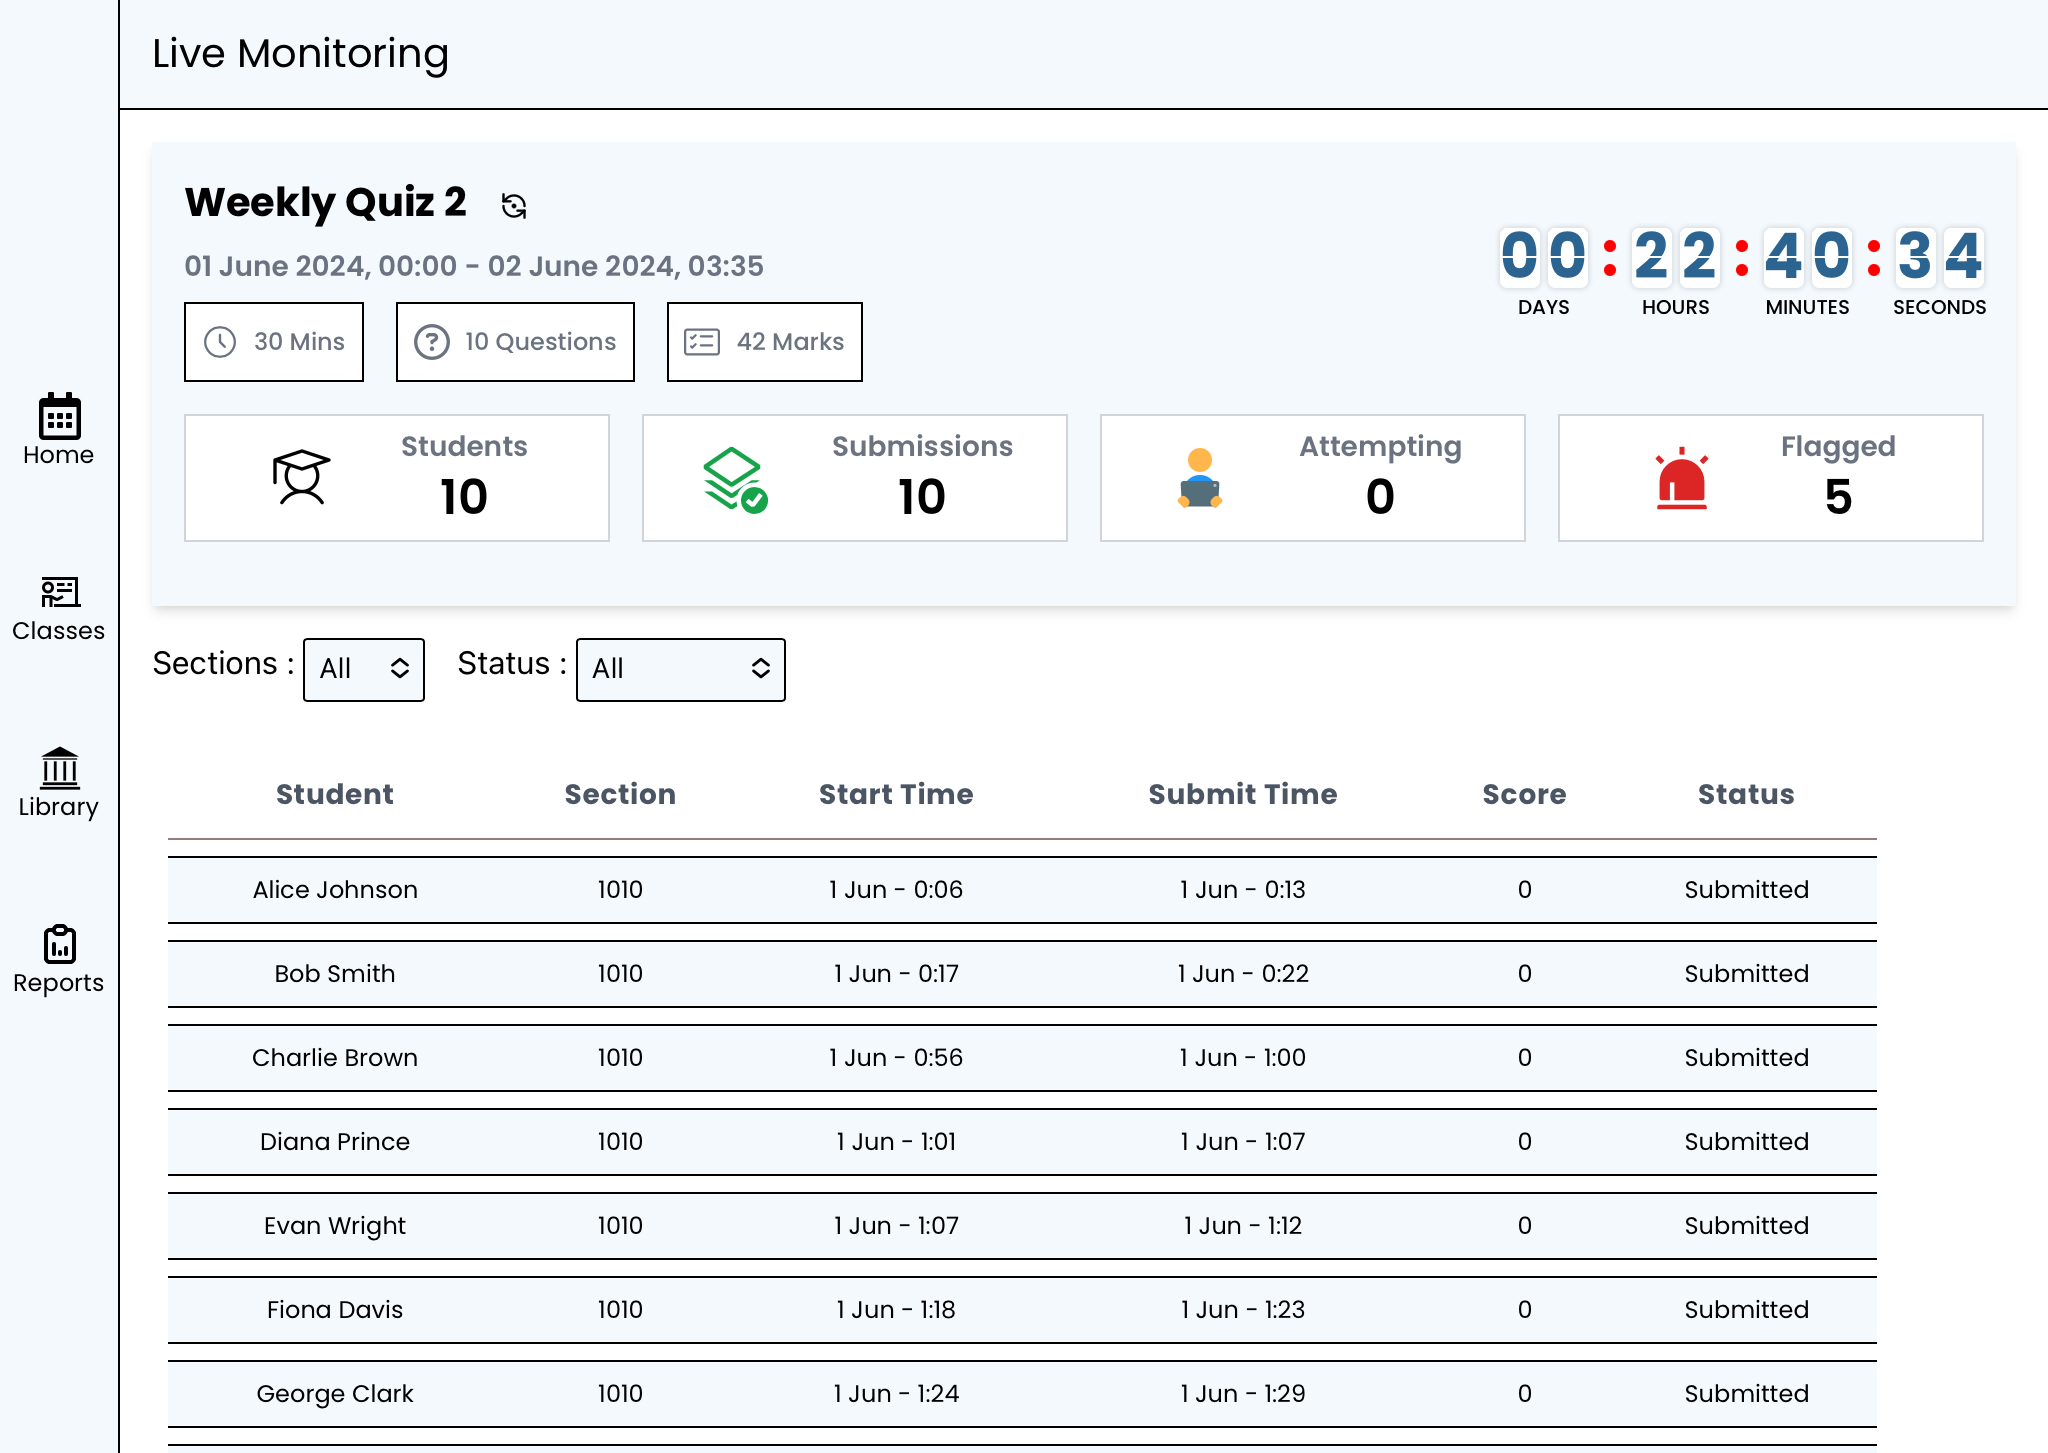 Live Monitoring
Home
Classes
Library
Reports
Weekly Quiz 2
01 June 2024, 00:00 - 02 June 2024, 03:35
30 Mins 10 Questions 42 Marks
00 : 22 : 40 : 34
DAYS HOURS MINUTES SECONDS
Students Submissions Attempting Flagged
10 10 0 5
Sections : All Status : All
Student Section Start Time Submit Time Score Status
Alice Johnson 1010 1 Jun - 0:06 1 Jun - 0:13 0 Submitted
Bob Smith 1010 1 Jun - 0:17 1 Jun - 0:22 0 Submitted
Charlie Brown 1010 1 Jun - 0:56 1 Jun - 1:00 0 Submitted
Diana Prince 1010 1 Jun - 1:01 1 Jun - 1:07 0 Submitted
Evan Wright 1010 1 Jun - 1:07 1 Jun - 1:12 0 Submitted
Fiona Davis 1010 1 Jun - 1:18 1 Jun - 1:23 0 Submitted
George Clark 1010 1 Jun - 1:24 1 Jun - 1:29 0 Submitted